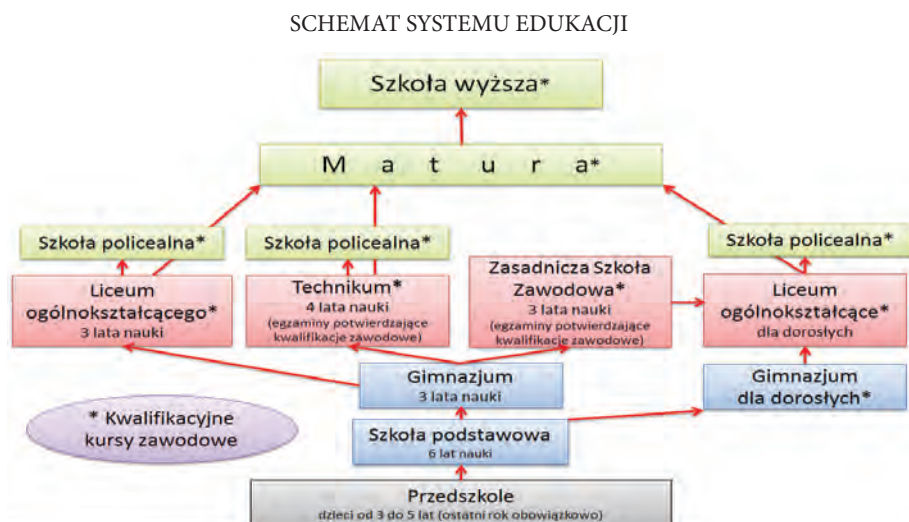 SCHEMAT SYSTEMU EDUKACJI
Szkoła wyższa*
M a t u r a*
Szkoła policealna*
Szkoła policealna*
Szkoła policealna*
Liceum
ogólnokształcącego*
3 lata nauki
Technikum*
4 lata nauki
(egzaminy potwierdzające
kwalifikacje zawodowe)
Zasadnicza Szkoła
Zawodowa*
3 lata nauki
(egzaminy potwierdzające
kwalifikacje zawodowe)
Liceum
ogólnokształcące*
dla dorosłych
Gimnazjum
3 lata nauki
Gimnazjum
dla dorosłych*
* Kwalifikacyjne
kursy zawodowe
Szkoła podstawowa
6 lat nauki
Przedszkole
dzieci od 3 do 5 lat (ostatni rok obowiązkowo)